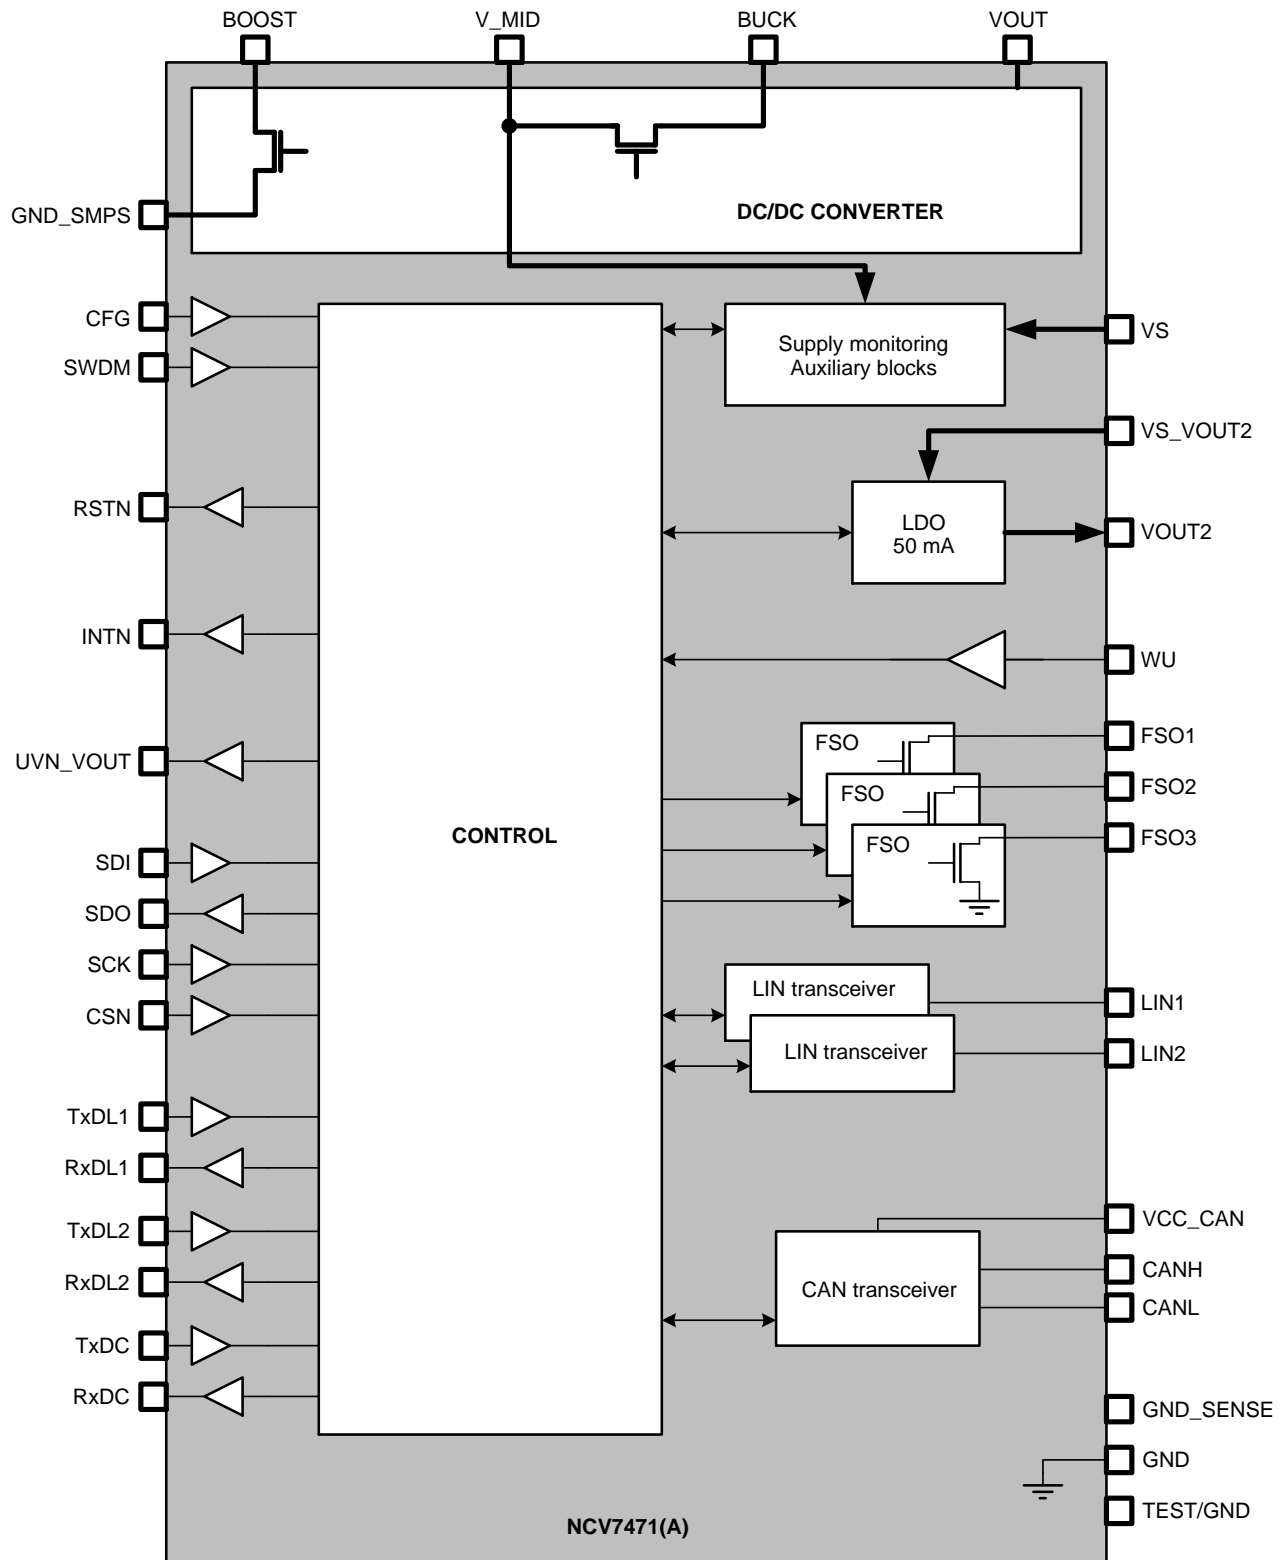 BOOST
V_MID
BUCK
VOUT
GND_SMPS
DC/DC CONVERTER
CFG
SWDM
RSTN
INTN
UVN_VOUT
SDI
SDO
SCK
CSN
TxDL1
RxDL1
TxDL2
RxDL2
TxDC
RxDC
CONTROL
Supply monitoring
Auxiliary blocks
VS
VS_VOUT2
LDO
50 mA
VOUT2
WU
FSO
FSO1
FSO
FSO2
FSO
FSO3
LIN transceiver
LIN1
LIN transceiver
LIN2
VCC_CAN
CAN transceiver
CANH
CANL
GND_SENSE
GND
TEST/GND
NCV7471(A)